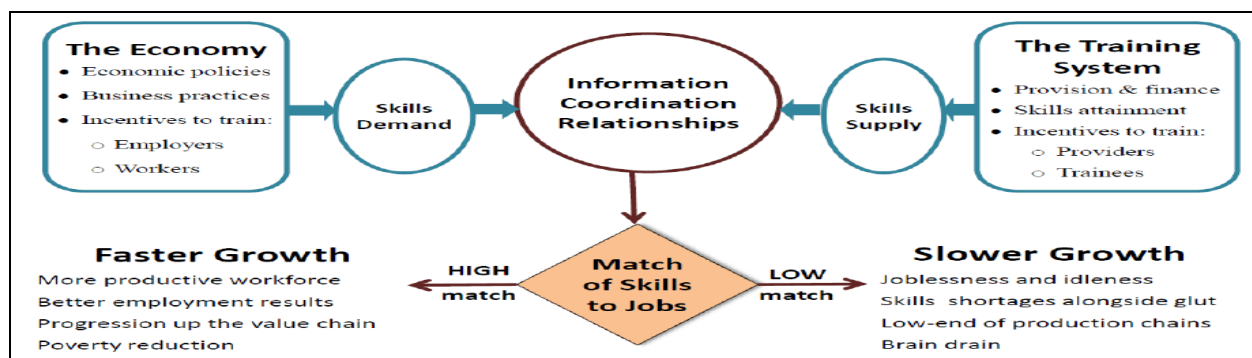 The Economy
• Economic policies
• Business practices
• Incentives to train:
○ Employers
○ Workers
Skills
Demand
Information
Coordination
Relationships
Skills
Supply
The Training
System
• Provision & finance
• Skills attainment
• Incentives to train:
○ Providers
○ Trainees
Faster Growth
More productive workforce
Better employment results
Progression up the value chain
Poverty reduction
HIGH
match
Match
of Skills
to Jobs
LOW
match
Slower Growth
Joblessness and idleness
Skills shortages alongside glut
Low-end of production chains
Brain drain